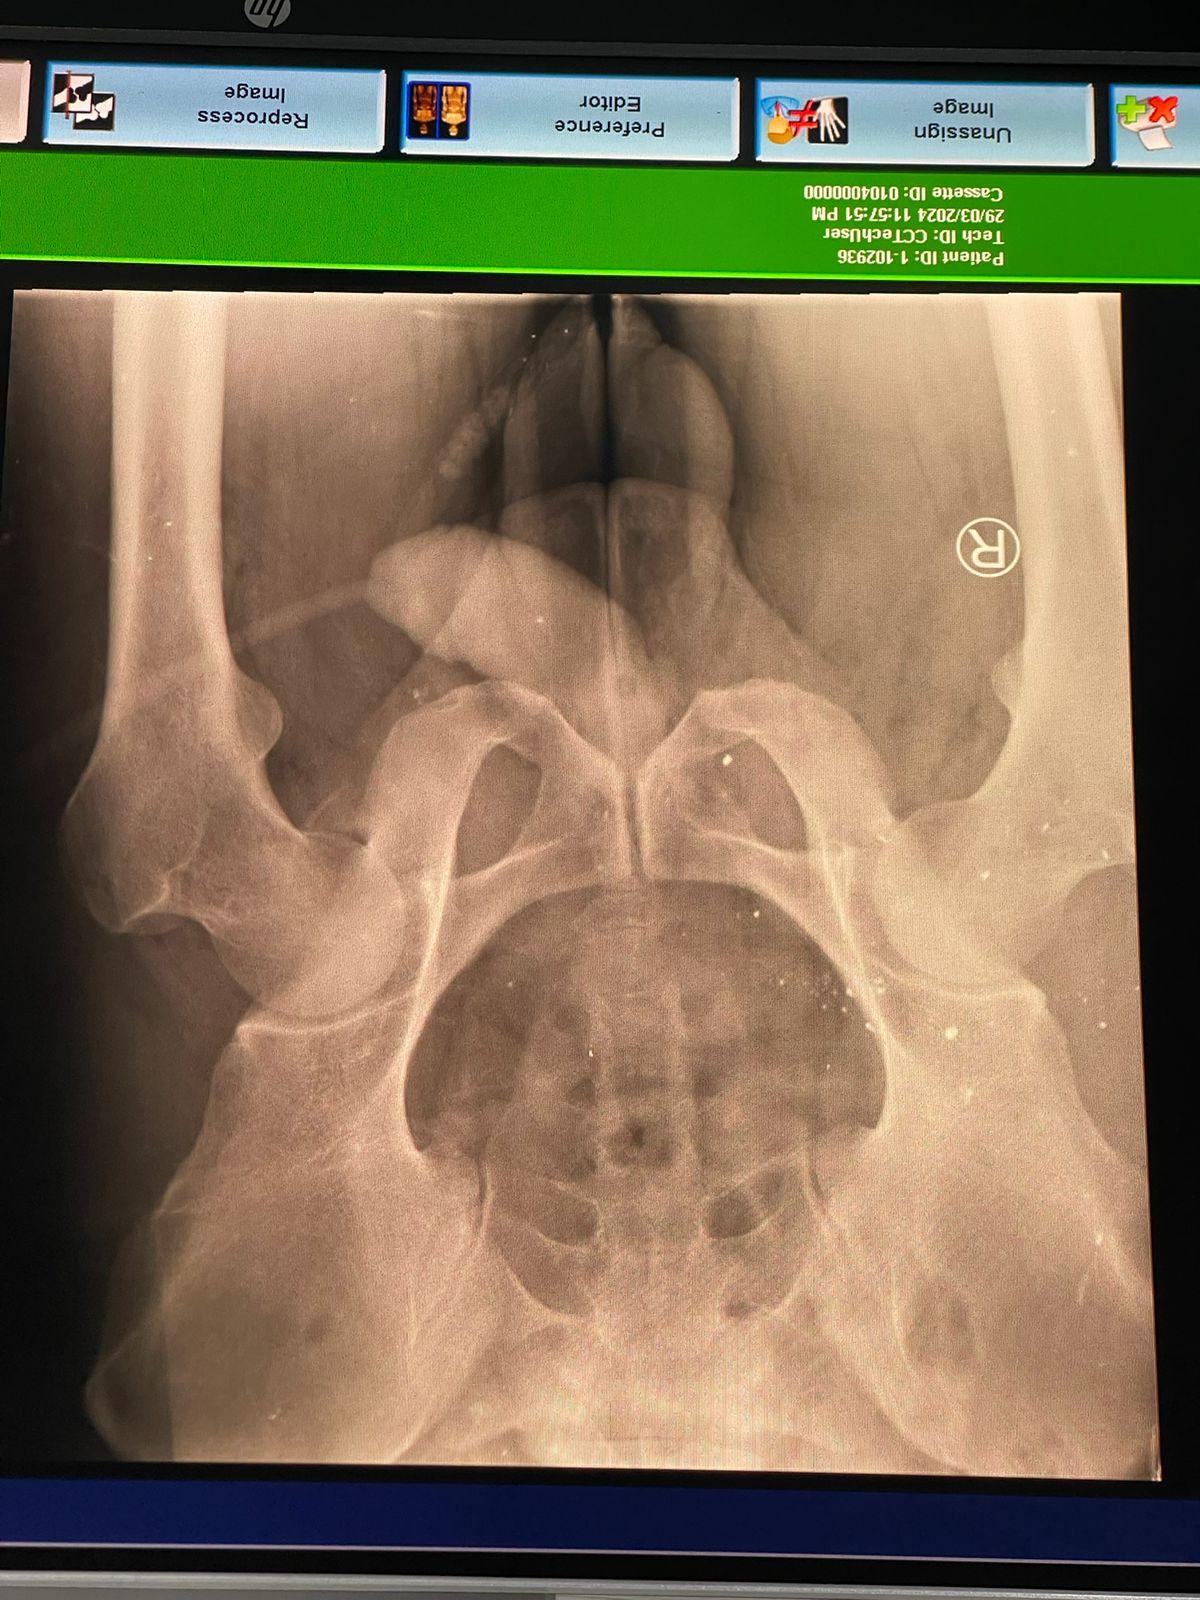 hp
Unassign
Image
Preference
Editor
Reprocess
Image
Patient ID: 1-102936
Tech ID: CCTechUser
29/03/2024 11:57:51 PM
Cassette ID: 0104000000
R